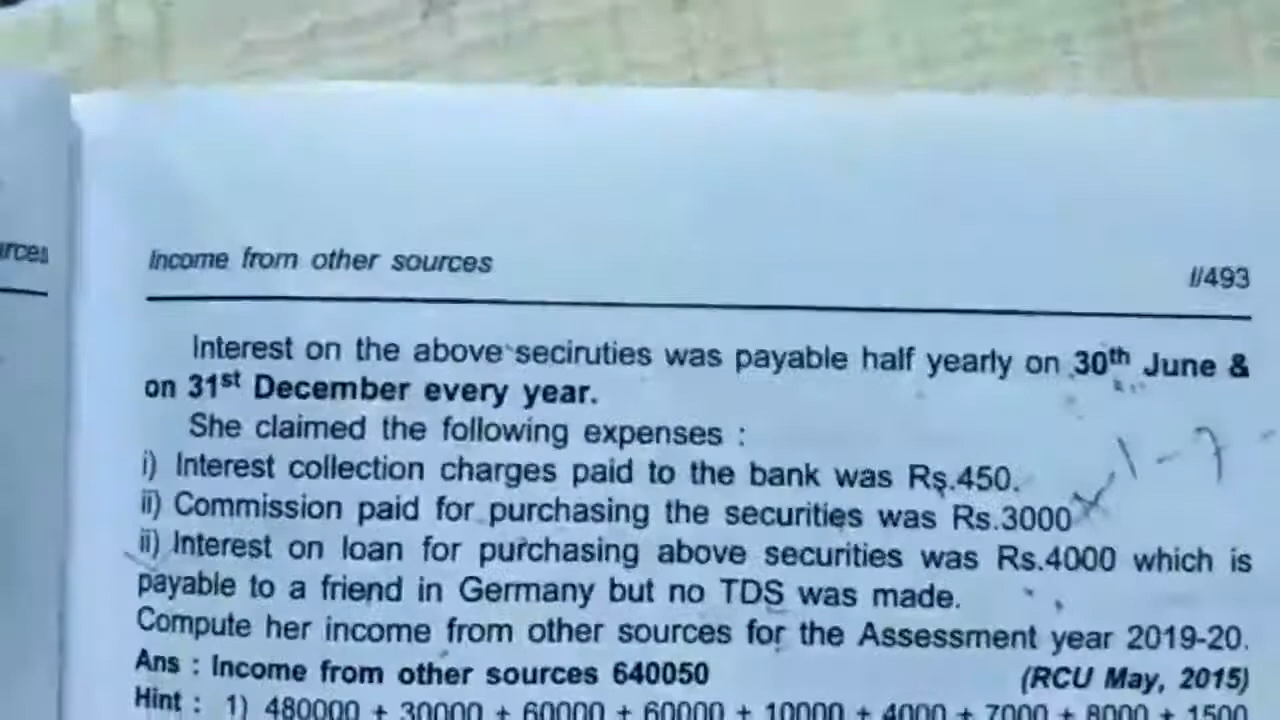 urces
Income from other sources
I/493
Interest on the above seciruties was payable half yearly on 30th June &
on 31st December every year.
She claimed the following expenses :
i) Interest collection charges paid to the bank was Rs.450.
ii) Commission paid for purchasing the securities was Rs.3000
ii) Interest on loan for purchasing above securities was Rs.4000 which is
payable to a friend in Germany but no TDS was made.
Compute her income from other sources for the Assessment year 2019-20.
Ans : Income from other sources 640050 (RCU May, 2015)
Hint : 1) 480000 + 30000 + 60000 + 60000 + 10000 + 4000 + 7000 + 8000 + 1500